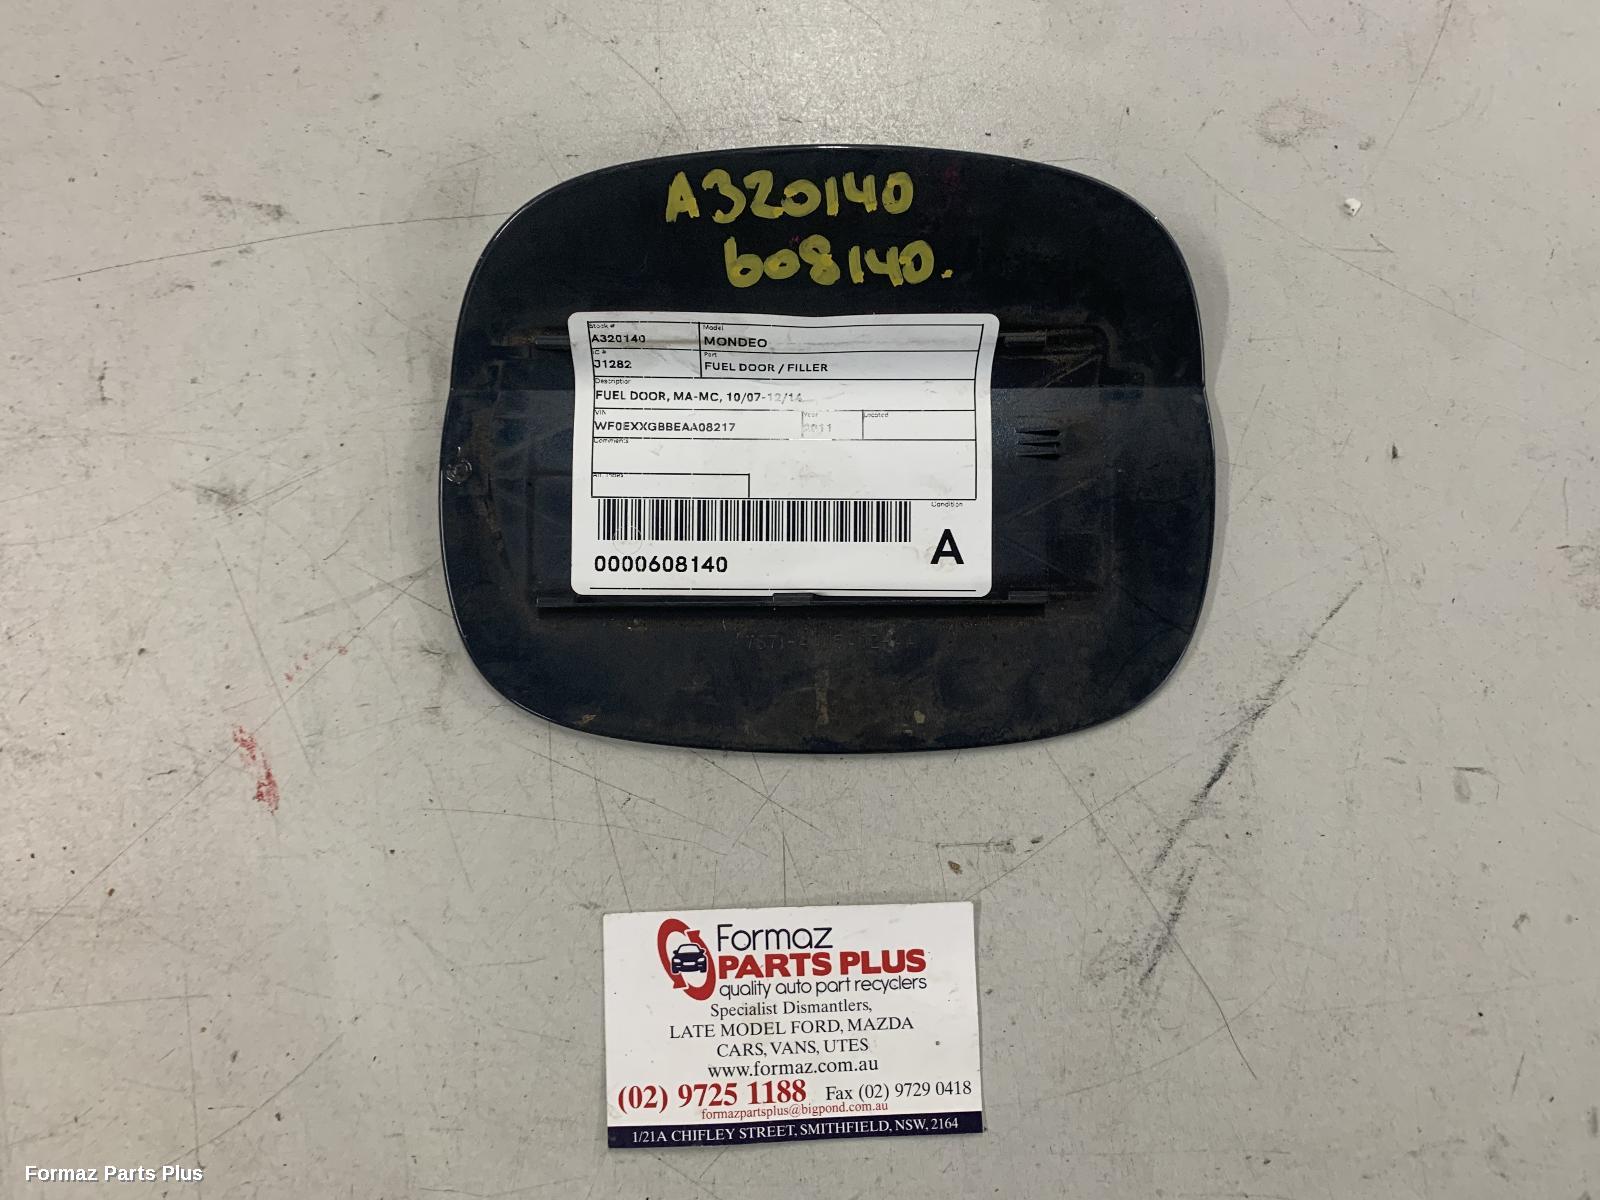 A320140
608140.
Stock #
A320140
Model
MONDEO
IC #
J1282
Part
FUEL DOOR / FILLER
Description
FUEL DOOR, MA-MC, 10/07-12/14
VIN
WF0EXXGBBEAA08217
Year
2011
Located
Comments
Condition
A
0000608140
Formaz
PARTS PLUS
quality auto part recyclers
Specialist Dismantlers,
LATE MODEL FORD, MAZDA
CARS, VANS, UTES
www.formaz.com.au
(02) 9725 1188 Fax (02) 9729 0418
formazpartsplus@bigpond.com.au
1/21A CHIFLEY STREET, SMITHFIELD, NSW, 2164
Formaz Parts Plus